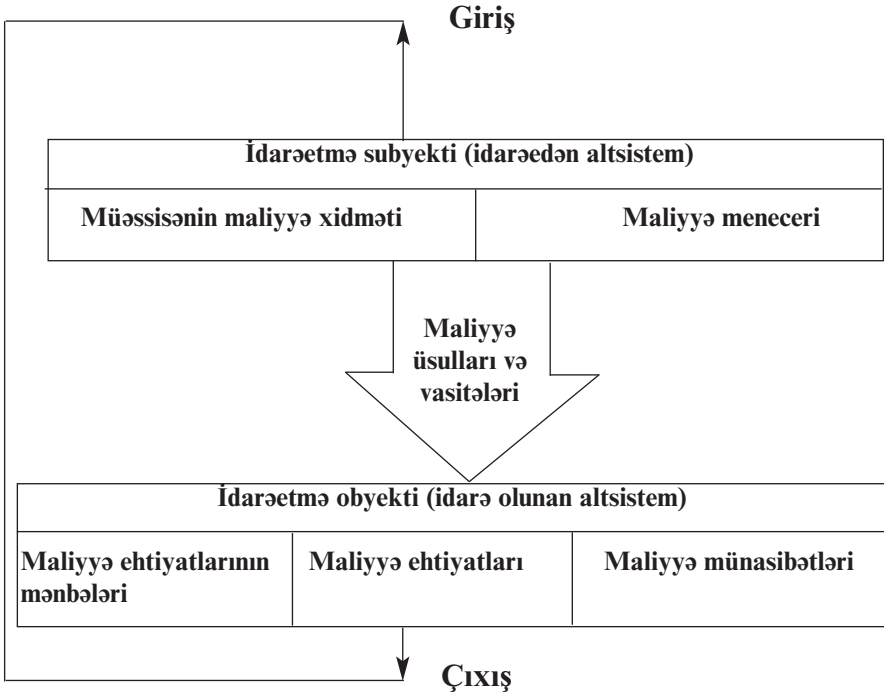 Giriş
İdarəetmə subyekti (idarəedən altsistem)
Müəssisənin maliyyə xidməti
Maliyyə meneceri
Maliyyə
üsulları və
vasitələri
İdarəetmə obyekti (idarə olunan altsistem)
Maliyyə ehtiyatlarının
mənbələri
Maliyyə ehtiyatları
Maliyyə münasibətləri
Çıxış